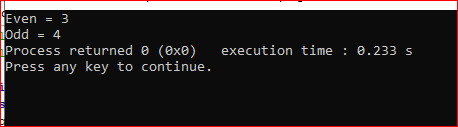 Even = 3
Odd = 4
Process returned 0 (0x0)   execution time : 0.233 s
Press any key to continue.